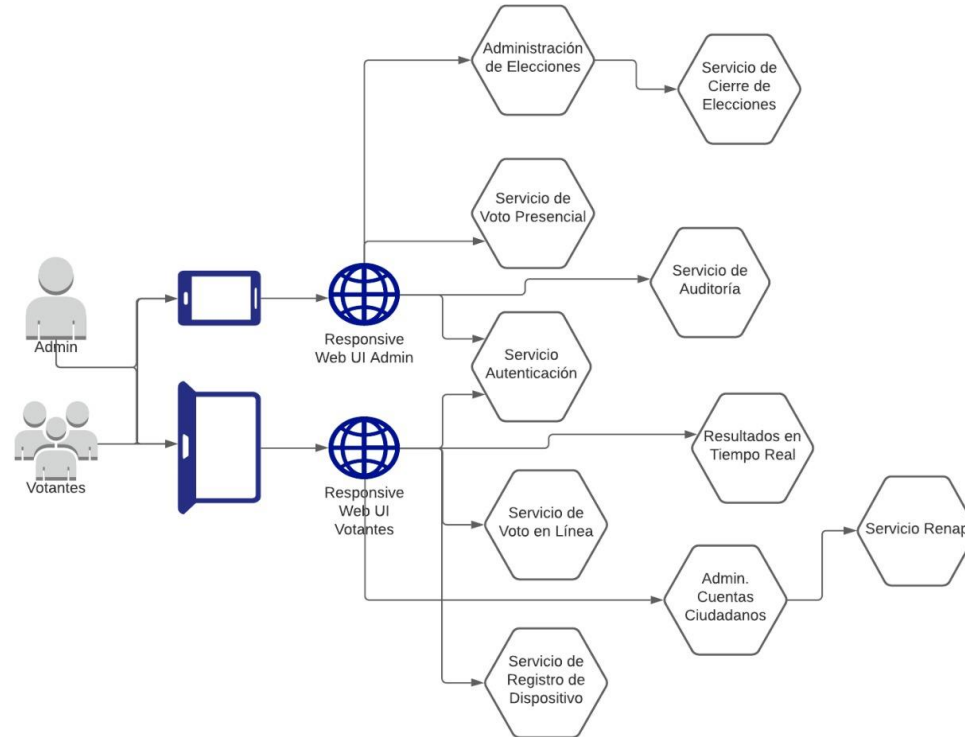 Administración
de Elecciones
Servicio de
Cierre de
Elecciones
Servicio de
Voto Presencial
Servicio de
Auditoría
Admin
Responsive
Web UI Admin
Servicio
Autenticación
Votantes
Responsive
Web UI
Votantes
Resultados en
Tiempo Real
Servicio de
Voto en Línea
Servicio Renap
Admin.
Cuentas
Ciudadanos
Servicio de
Registro de
Dispositivo